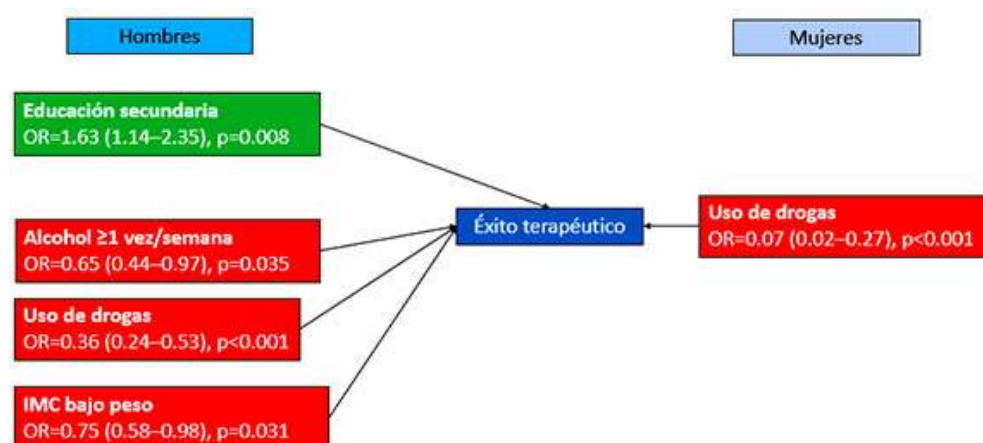 Hombres
Mujeres
Educación secundaria
OR=1.63 (1.14–2.35), p=0.008
Alcohol ≥1 vez/semana
OR=0.65 (0.44–0.97), p=0.035
Uso de drogas
OR=0.36 (0.24–0.53), p<0.001
IMC bajo peso
OR=0.75 (0.58–0.98), p=0.031
Éxito terapéutico
Uso de drogas
OR=0.07 (0.02–0.27), p<0.001